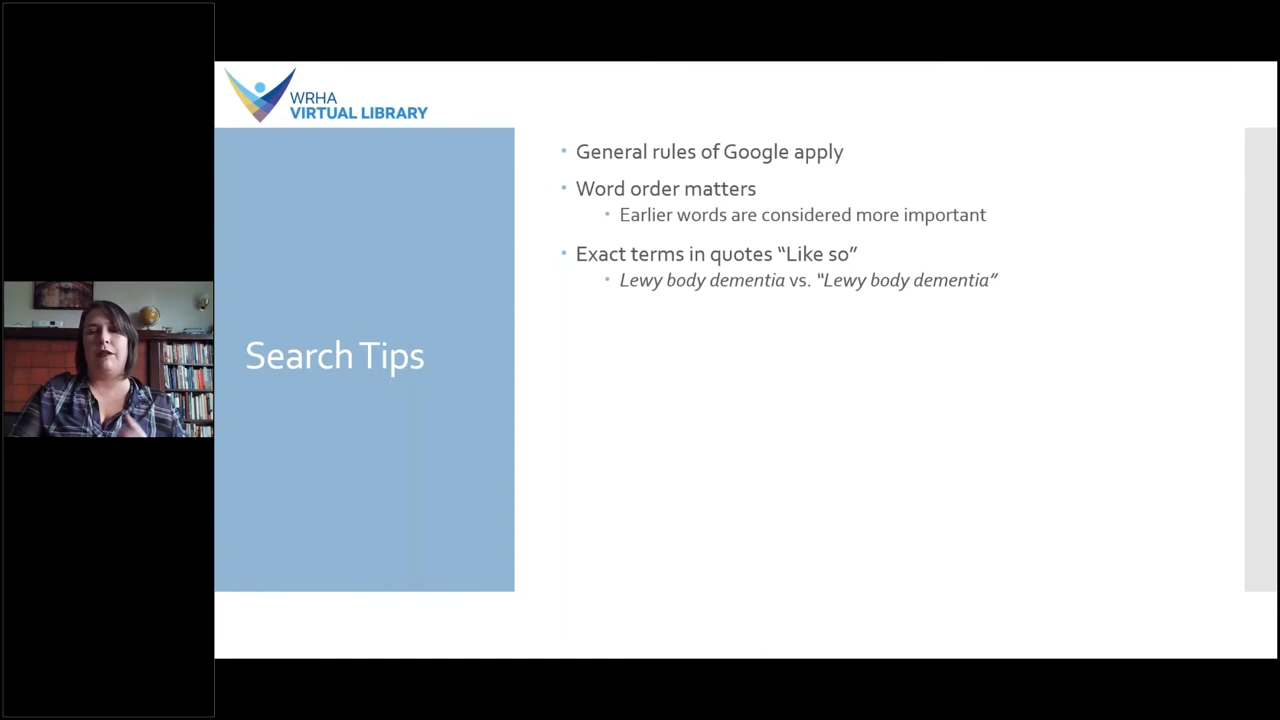 WRHA
VIRTUAL LIBRARY
Search Tips
General rules of Google apply
Word order matters
Earlier words are considered more important
Exact terms in quotes “Like so”
Lewy body dementia vs. “Lewy body dementia”